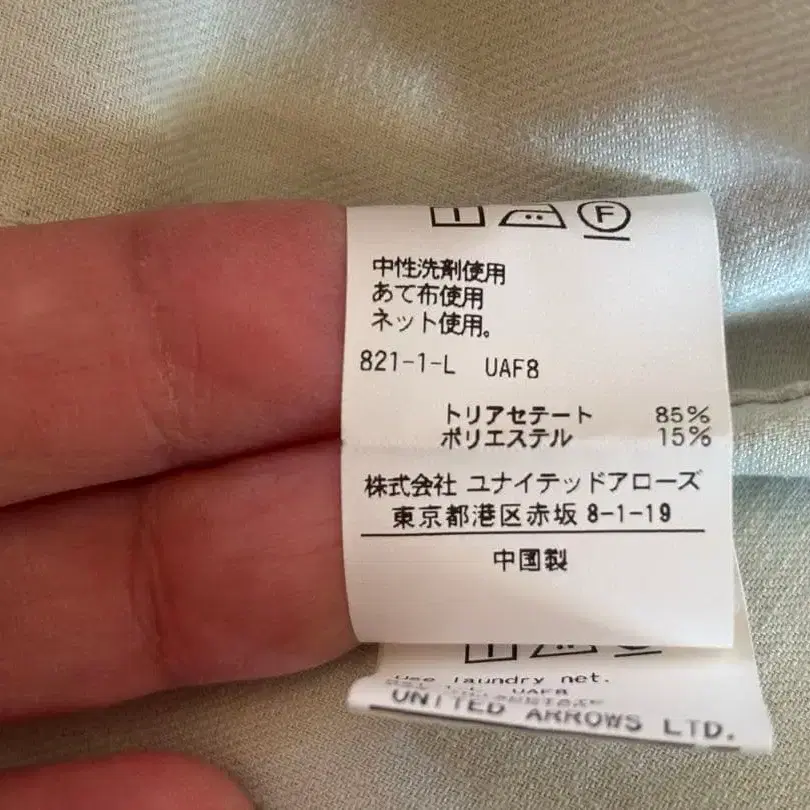 F
中性洗剤使用
あて布使用
ネット使用。
821-1-L UAF8
トリアセテート 85%
ポリエステル 15%
株式会社 ユナイテッドアローズ
東京都港区赤坂 8-1-19
中国製
use laundry net.
UAF8
UNITED ARROWS LTD.